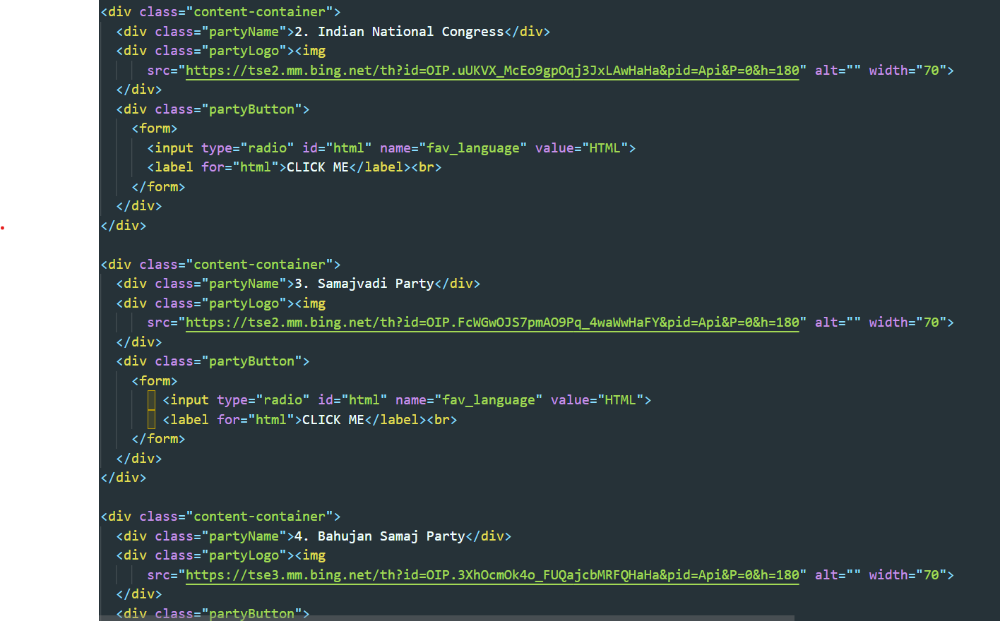 <div class="content-container">
<div class="partyName">2. Indian National Congress</div>
<div class="partyLogo"><img
src="https://tse2.mm.bing.net/th?id=OIP.uUKVX_McEo9gpOqj3JxLAwHaHa&pid=Api&P=0&h=180" alt="" width="70">
</div>
<div class="partyButton">
<form>
<input type="radio" id="html" name="fav_language" value="HTML">
<label for="html">CLICK ME</label><br>
</form>
</div>
</div>
<div class="content-container">
<div class="partyName">3. Samajvadi Party</div>
<div class="partyLogo"><img
src="https://tse2.mm.bing.net/th?id=OIP.FcWGwOJS7pmAO9Pq_4waWwHaFY&pid=Api&P=0&h=180" alt="" width="70">
</div>
<div class="partyButton">
<form>
<input type="radio" id="html" name="fav_language" value="HTML">
<label for="html">CLICK ME</label><br>
</form>
</div>
</div>
<div class="content-container">
<div class="partyName">4. Bahujan Samaj Party</div>
<div class="partyLogo"><img
src="https://tse3.mm.bing.net/th?id=OIP.3XhOcmOk4o_FUQajcbMRFQHaHa&pid=Api&P=0&h=180" alt="" width="70">
</div>
<div class="partyButton">